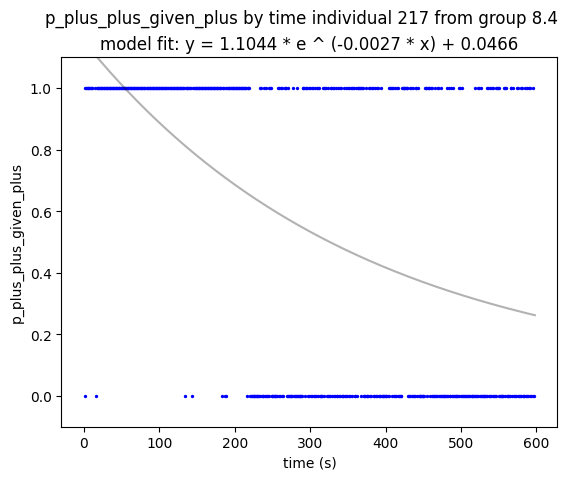 p_plus_plus_given_plus by time individual 217 from group 8.4
model fit: y = 1.1044 * e ^ (-0.0027 * x) + 0.0466
p_plus_plus_given_plus
1.0
0.8
0.6
0.4
0.2
0.0
0 100 200 300 400 500 600
time (s)